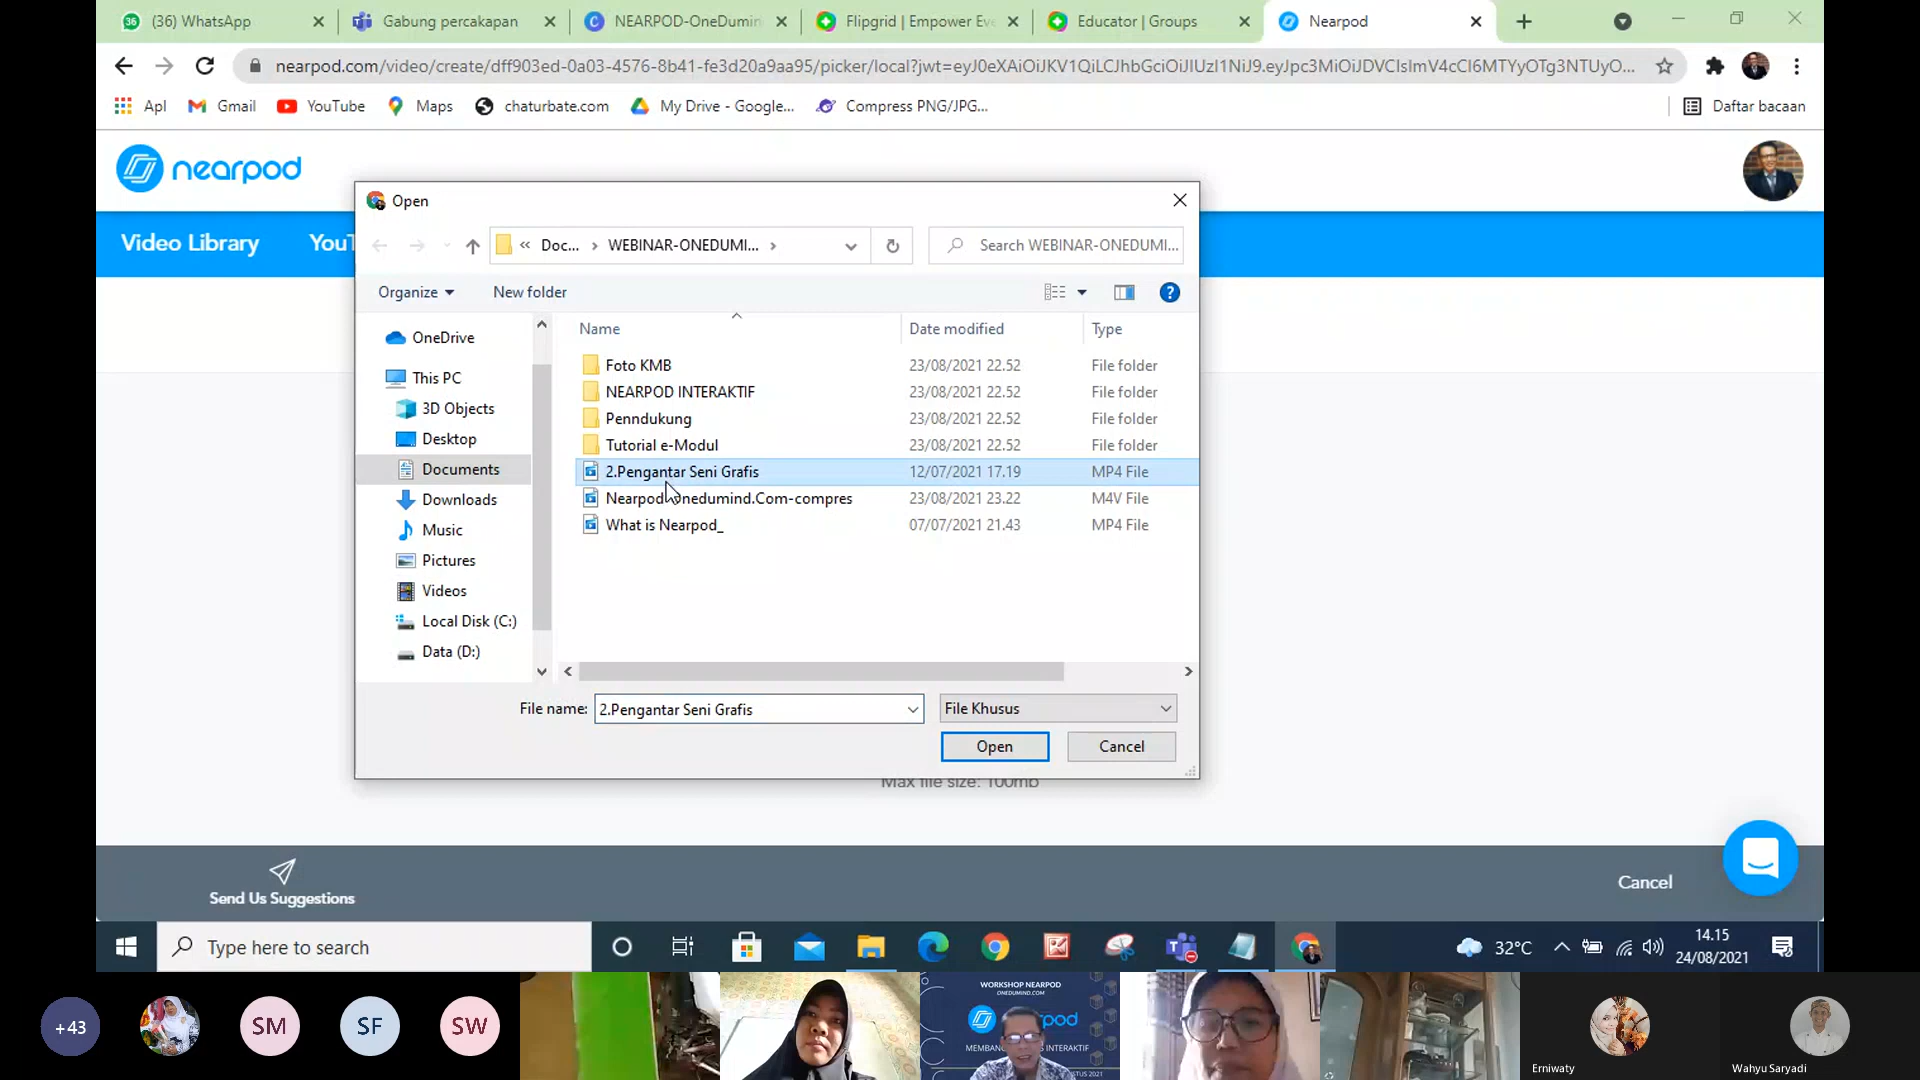 (36) WhatsApp
Gabung percakapan
NEARPOD-OneDumin
Flipgrid | Empower Eve
Educator | Groups
Nearpod
nearpod.com/video/create/dff903ed-0a03-4576-8b41-fe3d20a9aa95/picker/local?jwt=eyJ0eXAiOiJKV1QiLCJhbGciOiJIUzI1NiJ9.eyJpc3MiOiJDVCIsImV4cCI6MTYyOTg3NTUyO...
Apl
Gmail
YouTube
Maps
chaturbate.com
My Drive - Google...
Compress PNG/JPG...
Daftar bacaan
nearpod
Video Library
YouT
Open
Doc...
WEBINAR-ONEDUMI...
Search WEBINAR-ONEDUMI...
Organize
New folder
Name
Date modified
Type
OneDrive
This PC
3D Objects
Desktop
Documents
Downloads
Music
Pictures
Videos
Local Disk (C:)
Data (D:)
Foto KMB 23/08/2021 22.52 File folder
NEARPOD INTERAKTIF 23/08/2021 22.52 File folder
Penndukung 23/08/2021 22.52 File folder
Tutorial e-Modul 23/08/2021 22.52 File folder
2.Pengantar Seni Grafis 12/07/2021 17.19 MP4 File
Nearpod-Onedumind.Com-compres 23/08/2021 23.22 M4V File
What is Nearpod_ 07/07/2021 21.43 MP4 File
File name: 2.Pengantar Seni Grafis
File Khusus
Open
Cancel
Max file size: 100mb
Send Us Suggestions
Cancel
Type here to search
32°C
14.15
24/08/2021
+43
SM
SF
SW
WORKSHOP NEARPOD
ONEDUMIND.COM
Erniwaty
Wahyu Saryadi